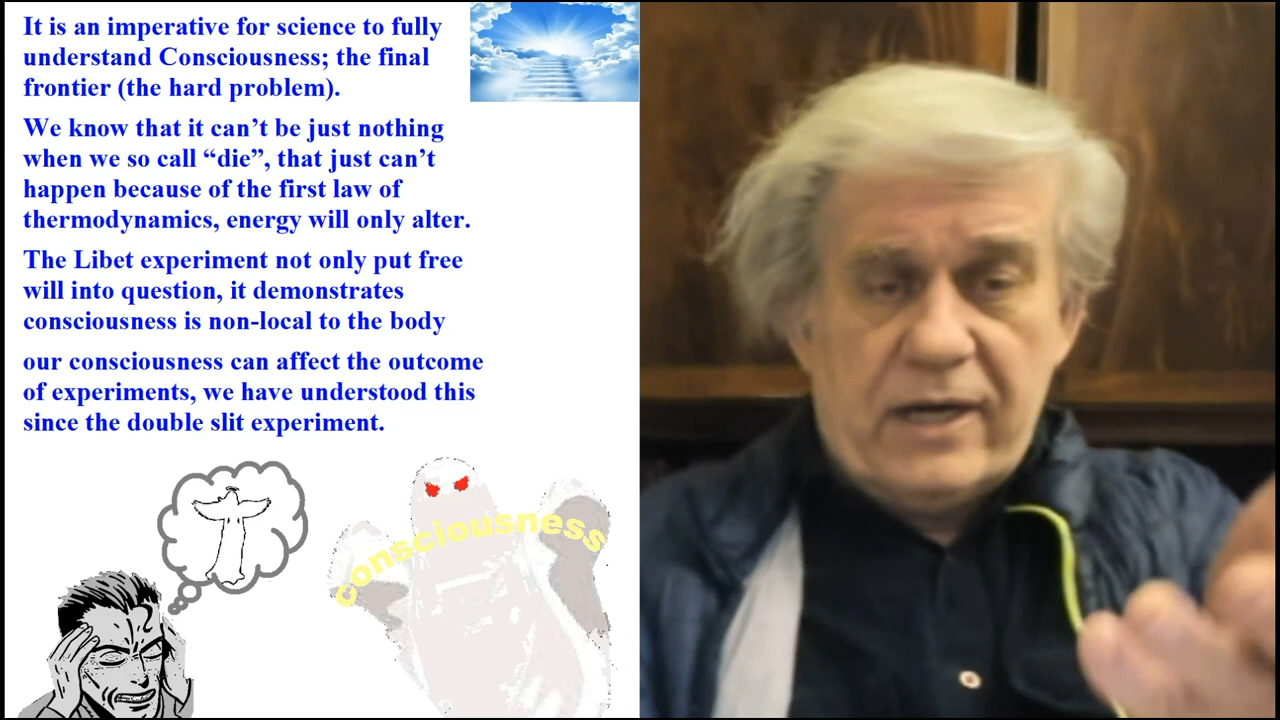 It is an imperative for science to fully
understand Consciousness; the final
frontier (the hard problem).
We know that it can’t be just nothing
when we so call “die”, that just can’t
happen because of the first law of
thermodynamics, energy will only alter.
The Libet experiment not only put free
will into question, it demonstrates
consciousness is non-local to the body
our consciousness can affect the outcome
of experiments, we have understood this
since the double slit experiment.
consciousness